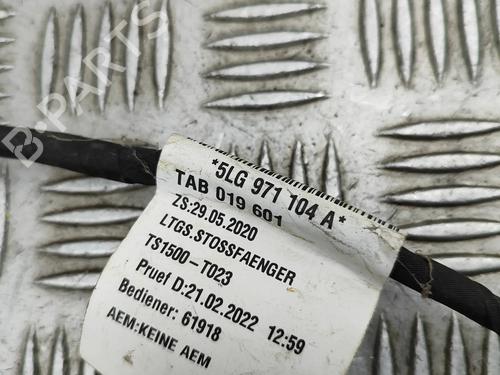 B-PARTS
*5LG 971 104 A*
TAB 019 601
ZS:29.05.2020
LTGS.STOSSFAENGER
TS1500-T023
Pruef D:21.02.2022 12:59
Bediener: 61918
AEM:KEINE AEM